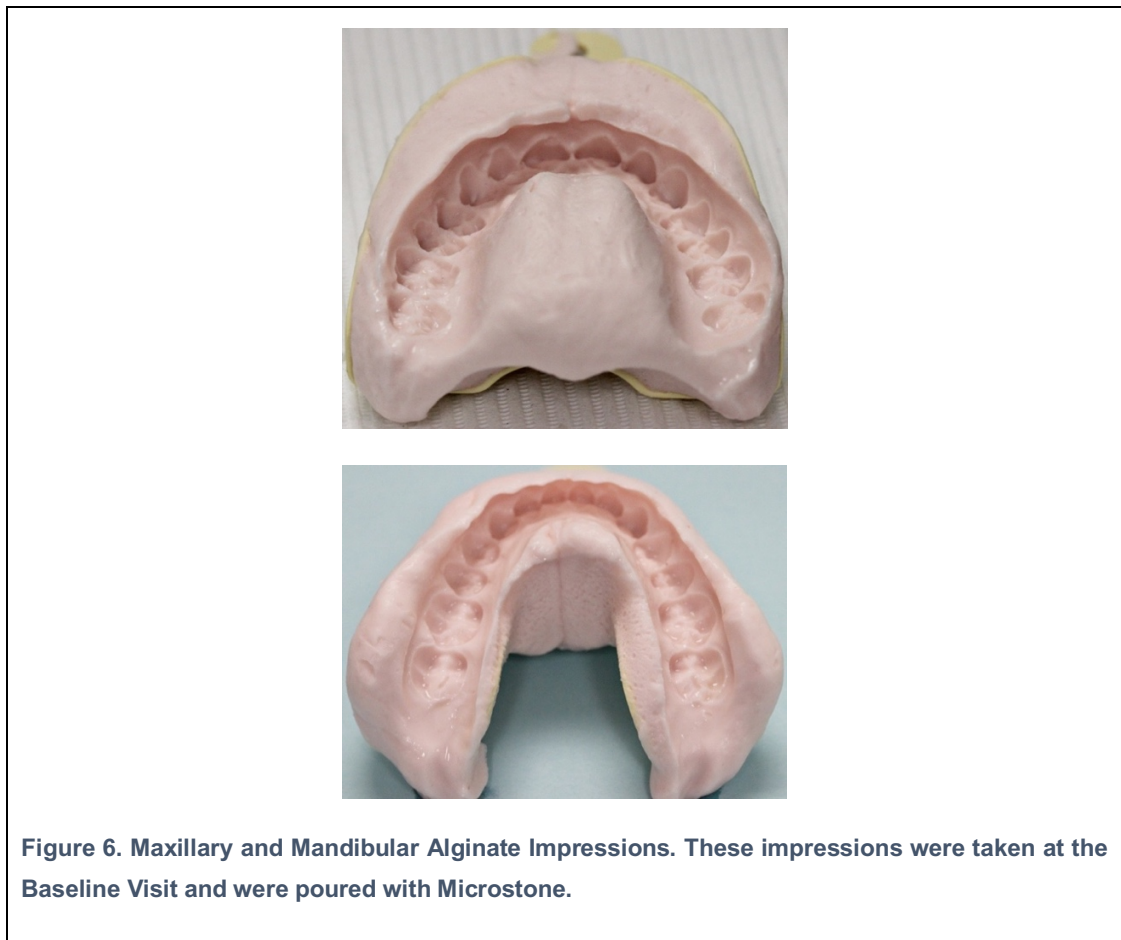 Figure 6. Maxillary and Mandibular Alginate Impressions. These impressions were taken at the
Baseline Visit and were poured with Microstone.